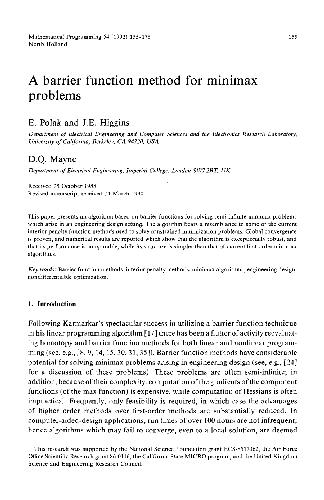 Mathematical Programming 54 (1992) 155-176
North-Holland
155
A barrier function method for minimax
problems
E. Polak and J.E. Higgins
Department of Electrical Engineering and Computer Sciences and the Electronics Research Laboratory,
University of California, Berkeley, CA 94720, USA
D.Q. Mayne
Department of Electrical Engineering, Imperial College, London SW7 2BT, UK
Received 25 October 1988
Revised manuscript received
This paper presents an algorithm based on barrier functions for solving semi-infinite minimax problems
which arise in an engineering design setting. The algorithm bears a resemblance to some of the current
interior penalty function methods used to solve constrained minimization problems. Global convergence
is proven, and numerical results are reported which show that the algorithm is exceptionally robust, and
that its performance is comparable, while its structure is simpler than that of current first-order minimax
algorithms.
Key words: Barrier function methods, interior penalty methods, minimax algorithms, engineering design,
nondifferentiable optimization.
1. Introduction
Following Karmarkar's spectacular success in utilizing a barrier function technique
in his linear programming algorithm [17] there has been a flurry of activity reevaluat-
ing homotopy and barrier function methods for both linear and nonlinear program-
ming (see, e.g., 9, 14, 15, 30, 31, 35]). Barrier function methods have considerable
potential for solving minimax problems arising in engineering design (see, e.g., [24]
for a discussion of these problems). These problems are often semi-infinite; in
addition, because of their complexity, computation of the gradients of the component
functions (of the max function) is expensive, while computation of Hessians is often
impractical. Frequently, only feasibility is required, in which case the advantages
of higher order methods over first-order methods are substantially reduced. In
computer-aided-design applications, run times of over 100 hours are not infrequent;
hence algorithms which may fail to converge, even to a local solution, are deemed
This research was supported by the National Science Foundation grant the Air Force
Office Scientific Research grant the California State MICRO program, and the United Kingdom
Science and Engineering Research Council.